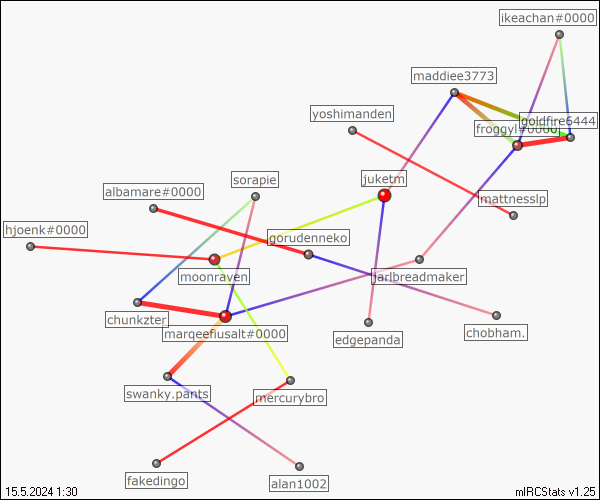 ikeachan#0000
maddiee3773
goldfire6444
froggyl#0000
yoshimanden
juketm
sorapie
albamare#0000
mattnesslp
hjoenk#0000
gorudenneko
moonraven
jarlbreadmaker
chunkzter
marqeefiusalt#0000
edgepanda
chobham.
swanky.pants
mercurybro
fakedingo
alan1002
15.5.2024 1:30
mIRCStats v1.25